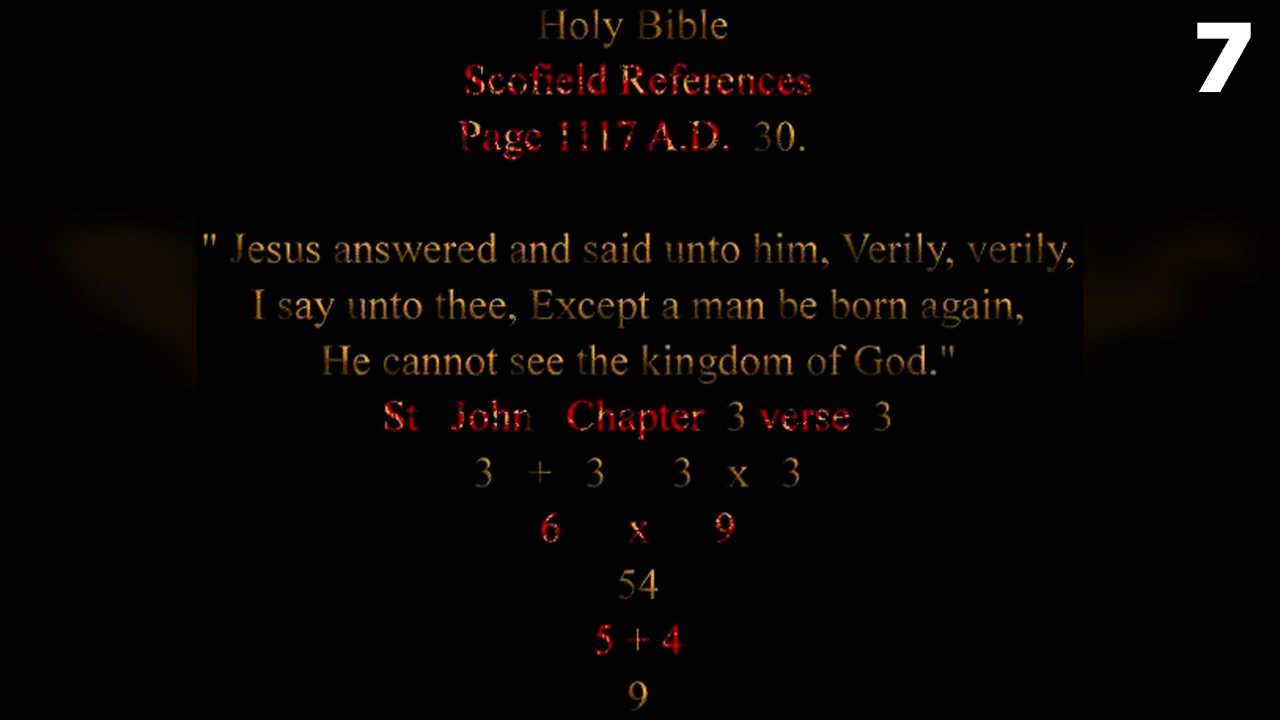 Holy Bible
7
Scofield References
Page 1117 A.D. 30.
" Jesus answered and said unto him, Verily, verily,
I say unto thee, Except a man be born again,
He cannot see the kingdom of God."
St John Chapter 3 verse 3
3 + 3 3 x 3
6 x 9
54
5 + 4
9